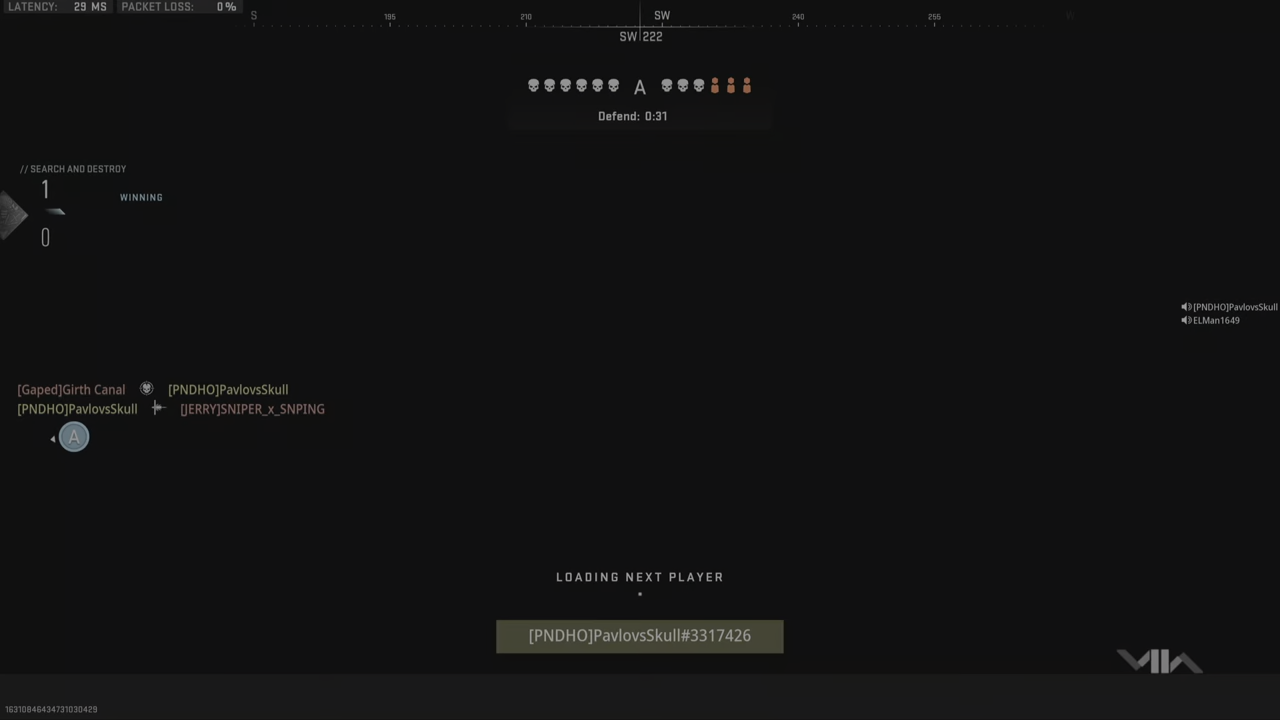 LATENCY: 29 MS PACKET LOSS: 0 %
S 195 210 SW 240 255 W
SW 222
A
Defend: 0:31
// SEARCH AND DESTROY
1
WINNING
0
[PNDHO]PavlovsSkull
ELMan1649
[Gaped]Girth Canal [PNDHO]PavlovsSkull
[PNDHO]PavlovsSkull [JERRY]SNIPER_x_SNPING
A
LOADING NEXT PLAYER
[PNDHO]PavlovsSkull#3317426
16310846434731030429